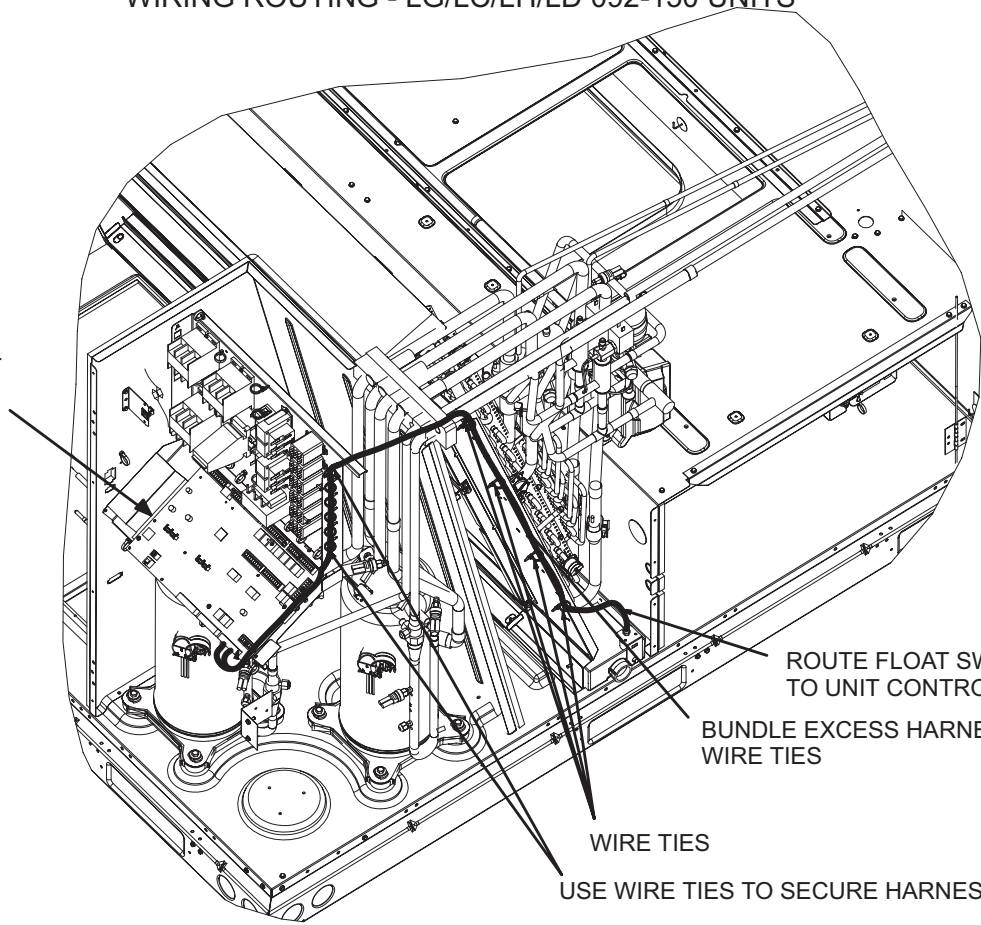 WIRING ROUTING - LG/LC/LH/LD 092-150 UNITS
ROUTE FLOAT SW
TO UNIT CONTRO
BUNDLE EXCESS HARNE
WIRE TIES
WIRE TIES
USE WIRE TIES TO SECURE HARNES